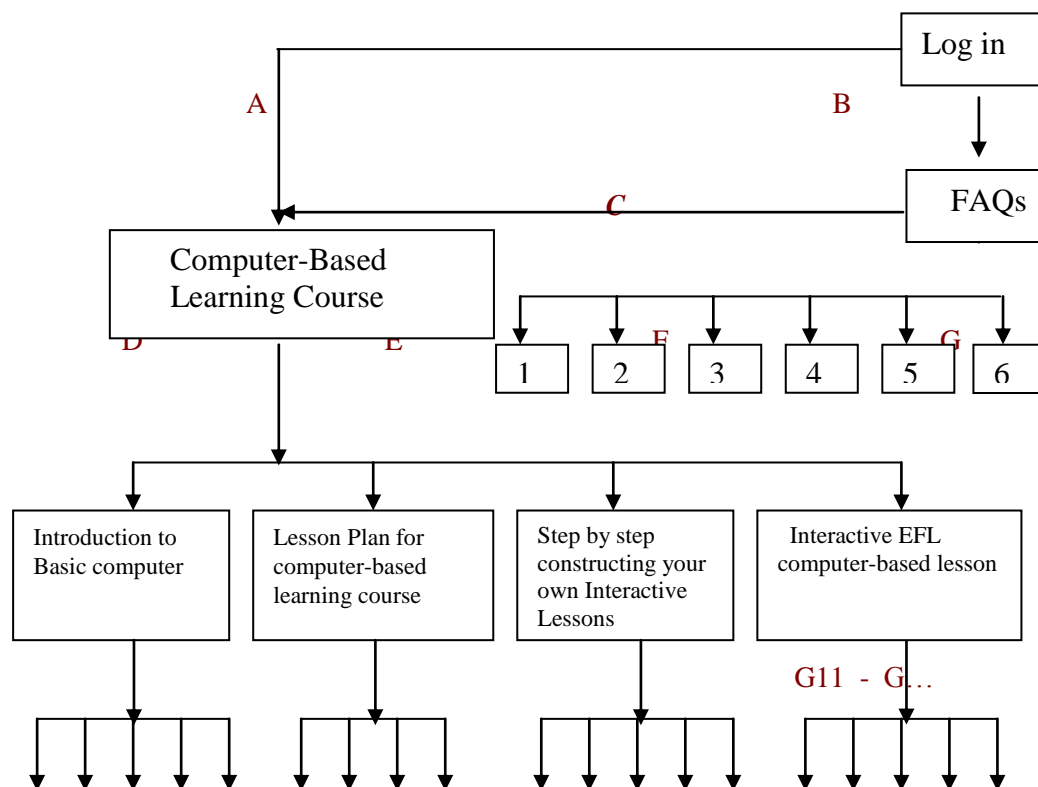 Log in
A
B
C
FAQs
Computer-Based
Learning Course
D
E
F
G
1
2
3
4
5
6
Introduction to
Basic computer
Lesson Plan for
computer-based
learning course
Step by step
constructing your
own Interactive
Lessons
Interactive EFL
computer-based lesson
G11 - G…